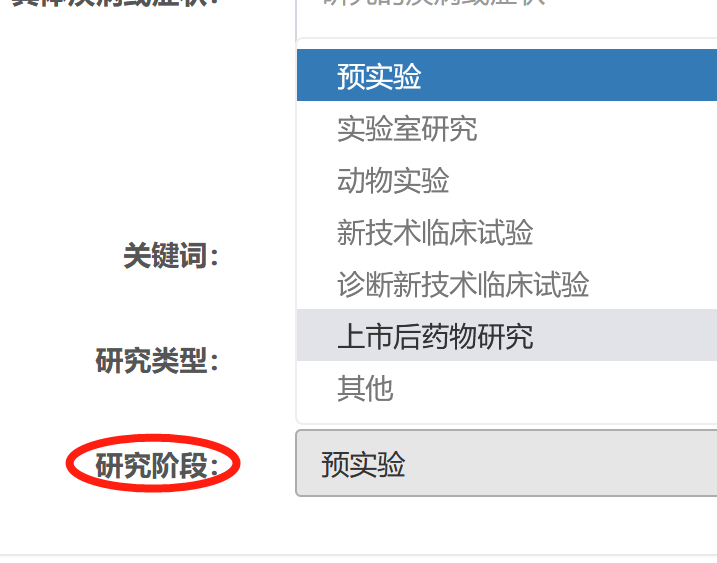 预实验
实验室研究
动物实验
新技术临床试验
关键词：
诊断新技术临床试验
上市后药物研究
研究类型：
其他
研究阶段：
预实验